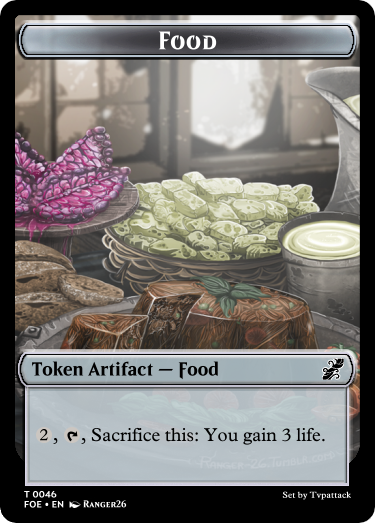 Food
Token Artifact — Food
2, T, Sacrifice this: You gain 3 life.
T 0046
FOE • EN Ranger26
Set by Tvpattack